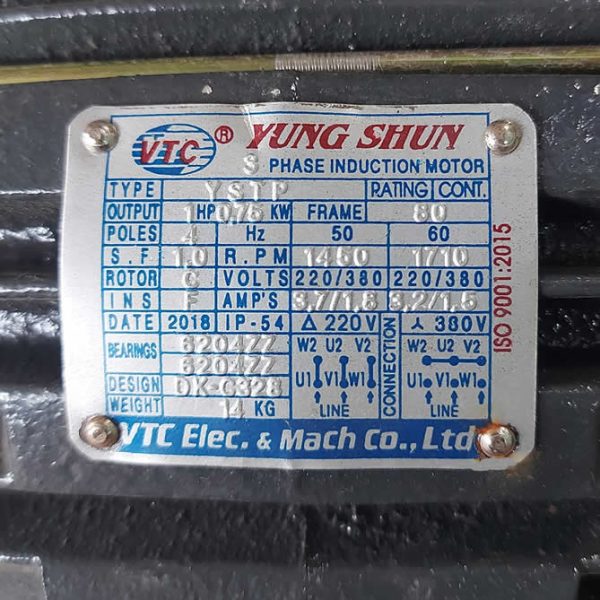 VTC ® YUNG SHUN
3 PHASE INDUCTION MOTOR
TYPE YSTP RATING CONT.
OUTPUT 1 HP 0.75 KW FRAME 80
POLES 4 Hz 50 60
S.F 1.0 R.P.M 1450 1710
ROTOR C VOLTS 220/380 220/380
INS F AMP'S 3.7/1.8 3.2/1.5
DATE 2018 IP-54 Δ 220V 人 380V
BEARINGS 6204ZZ
6204ZZ
DESIGN DK-C328
WEIGHT 14 KG
W2 U2 V2
U1 V1 W1
LINE
CONNECTION
W2 U2 V2
U1 V1 W1
LINE
VTC Elec. & Mach Co., Ltd
ISO 9001:2015